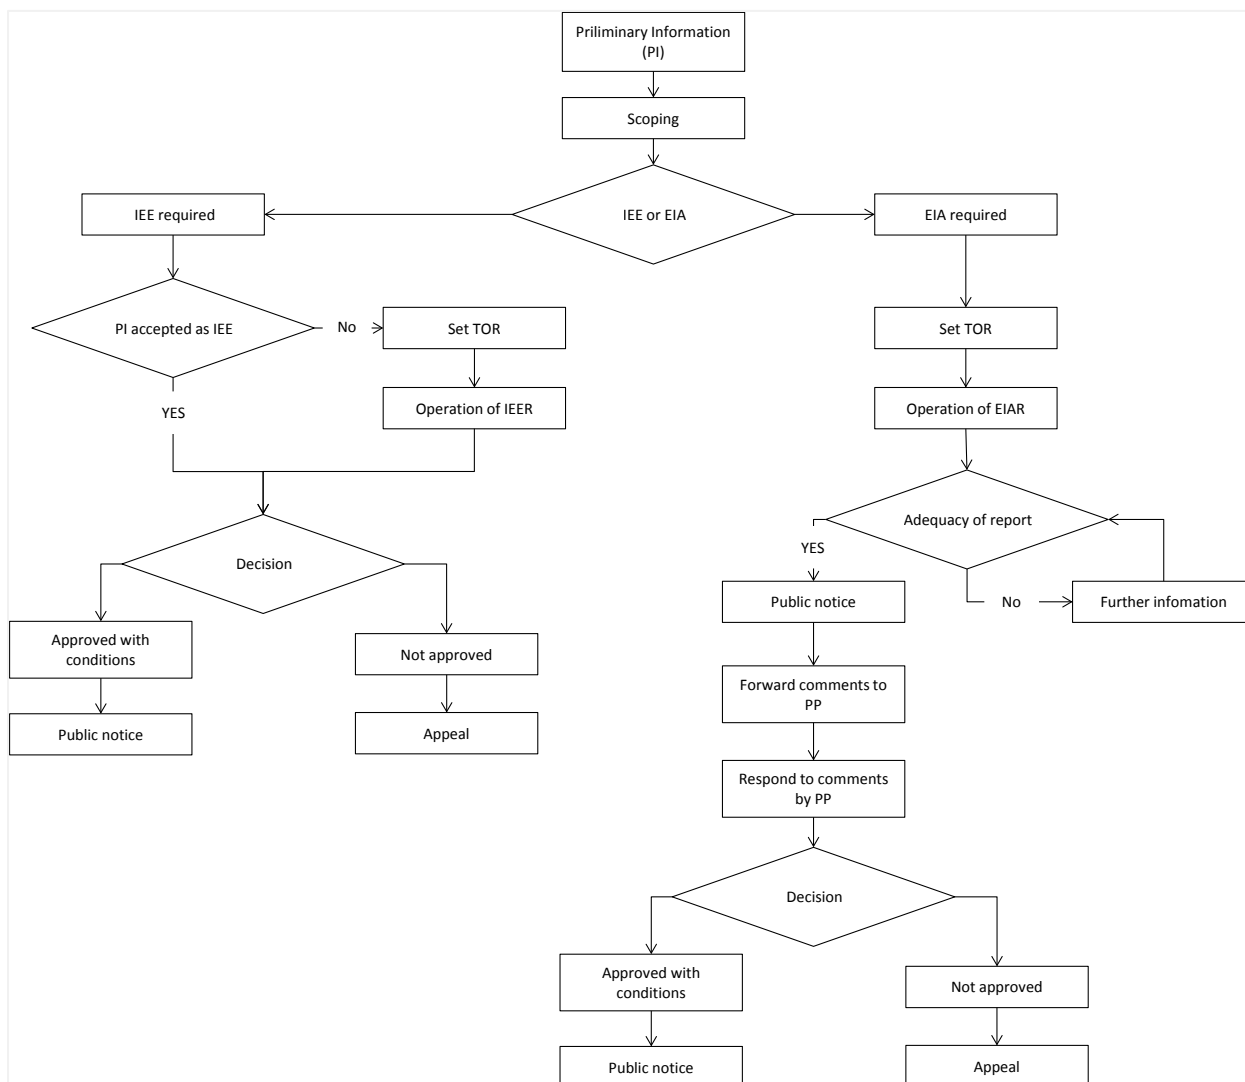 Priliminary Information
(PI)
Scoping
IEE or EIA
IEE required
EIA required
PI accepted as IEE
No
Set TOR
Set TOR
YES
Operation of IEER
Operation of EIAR
Adequacy of report
YES
No
Further infomation
Decision
Public notice
Approved with
conditions
Not approved
Forward comments to
PP
Public notice
Appeal
Respond to comments
by PP
Decision
Approved with
conditions
Not approved
Public notice
Appeal